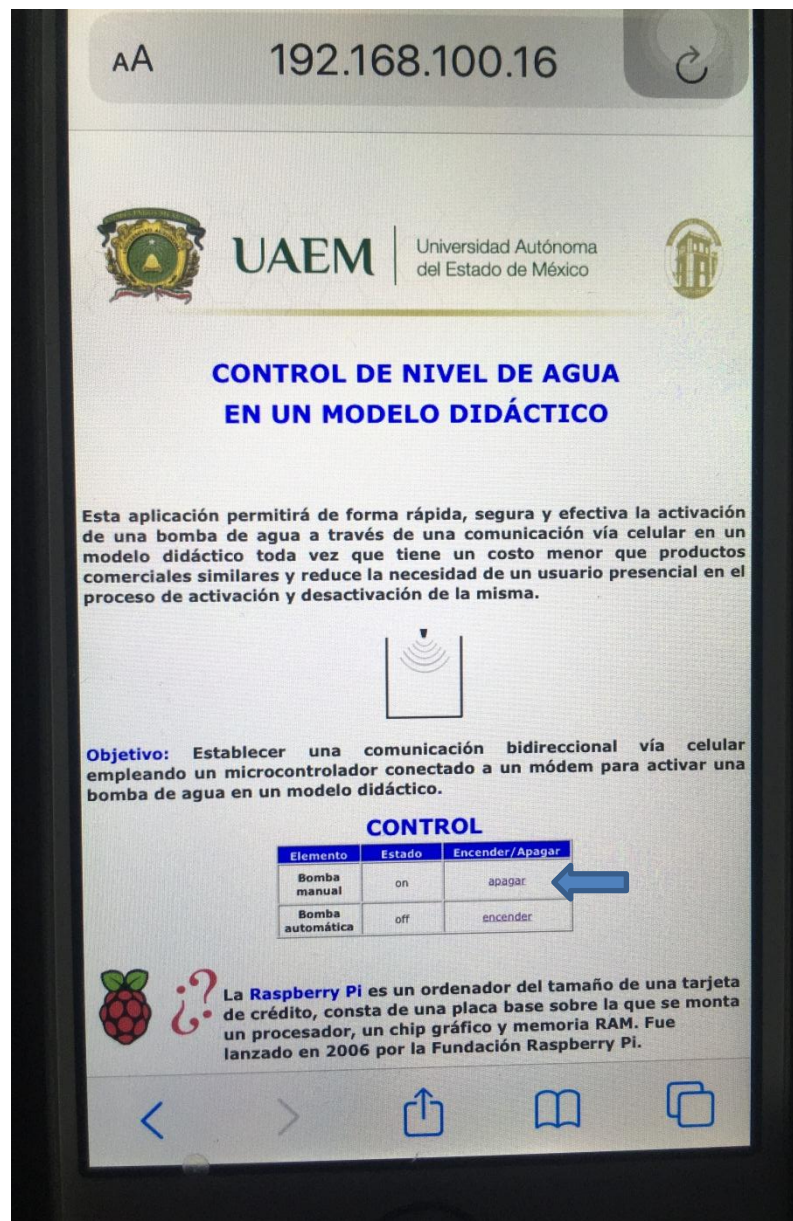 AA 192.168.100.16
UAEM
Universidad Autónoma
del Estado de México
CONTROL DE NIVEL DE AGUA
EN UN MODELO DIDÁCTICO
Esta aplicación permitirá de forma rápida, segura y efectiva la activación
de una bomba de agua a través de una comunicación vía celular en un
modelo didáctico toda vez que tiene un costo menor que productos
comerciales similares y reduce la necesidad de un usuario presencial en el
proceso de activación y desactivación de la misma.
Objetivo: Establecer una comunicación bidireccional vía celular
empleando un microcontrolador conectado a un módem para activar una
bomba de agua en un modelo didáctico.
CONTROL
Elemento Estado Encender/Apagar
Bomba
manual on apagar
Bomba
automática off encender
¿?
La Raspberry Pi es un ordenador del tamaño de una tarjeta
de crédito, consta de una placa base sobre la que se monta
un procesador, un chip gráfico y memoria RAM. Fue
lanzado en 2006 por la Fundación Raspberry Pi.